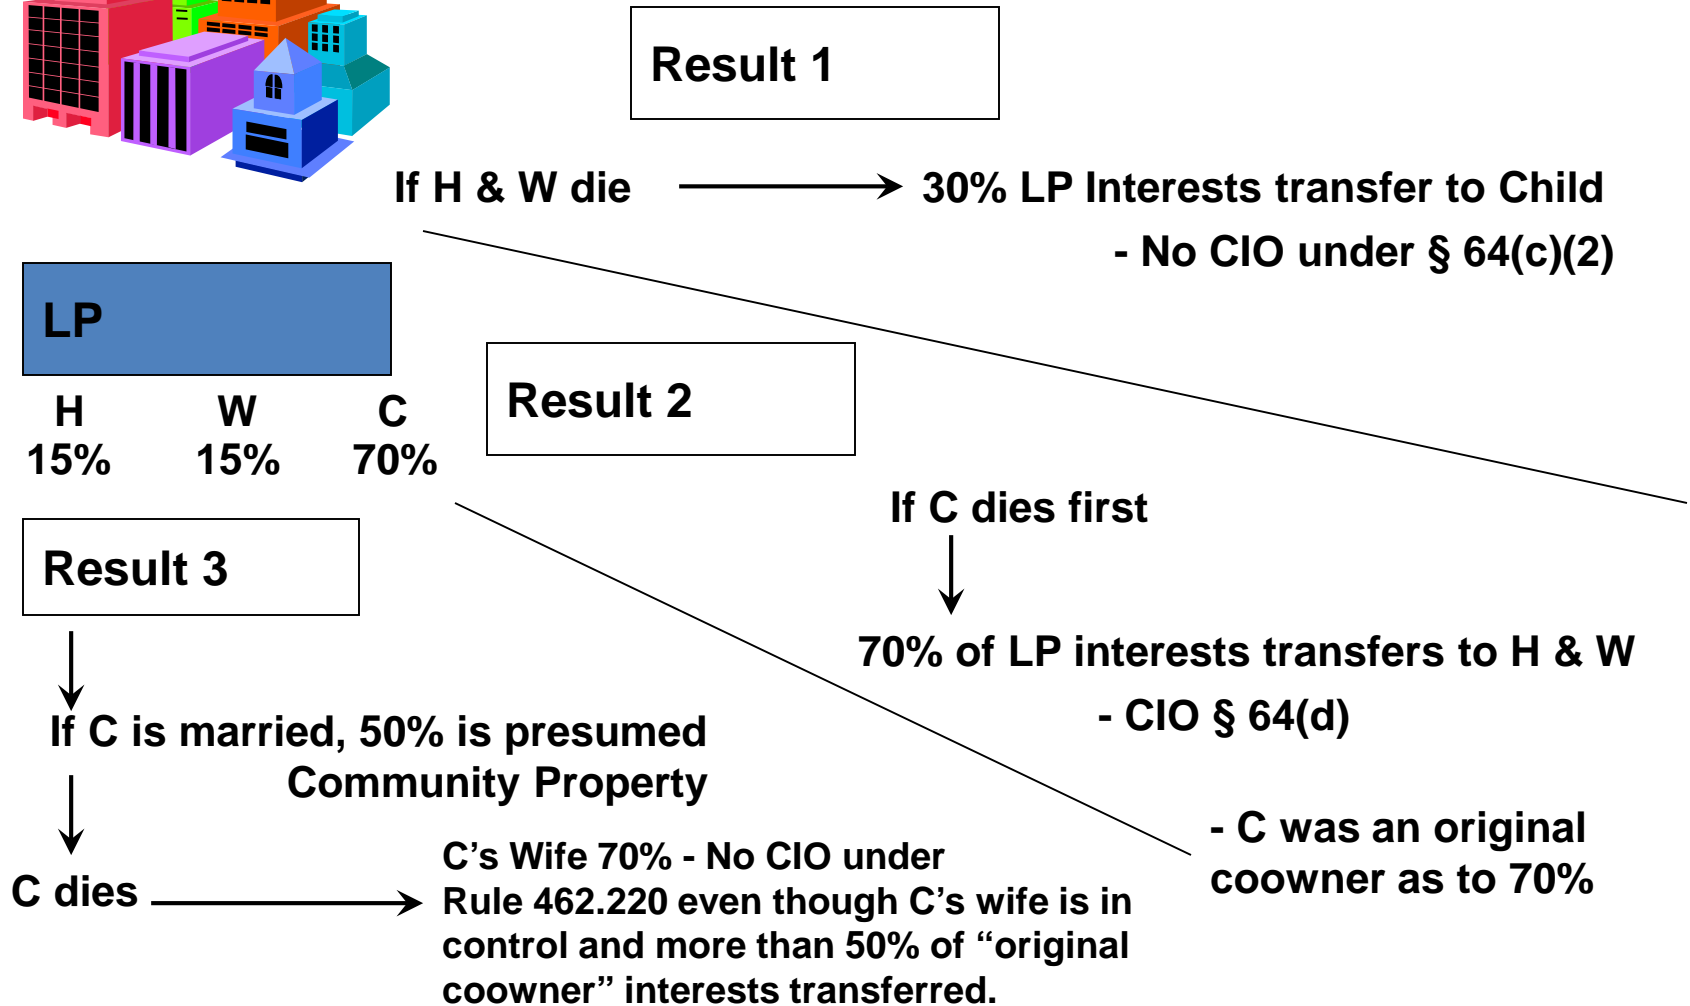 Result 1
If H & W die
30% LP Interests transfer to Child
- No CIO under § 64(c)(2)
LP
H W C
15% 15% 70%
Result 2
If C dies first
70% of LP interests transfers to H & W
- CIO § 64(d)
- C was an original
coowner as to 70%
Result 3
If C is married, 50% is presumed
Community Property
C dies
C’s Wife 70% - No CIO under
Rule 462.220 even though C’s wife is in
control and more than 50% of “original
coowner” interests transferred.